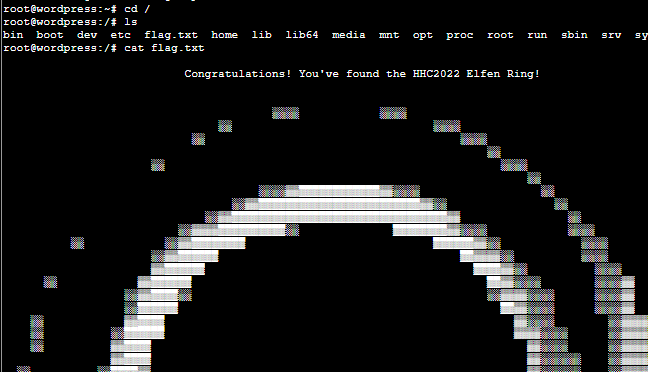 root@wordpress:~# cd /
root@wordpress:/# ls
bin boot dev etc flag.txt home lib lib64 media mnt opt proc root run sbin srv sy
root@wordpress:/# cat flag.txt
Congratulations! You've found the HHC2022 Elfen Ring!